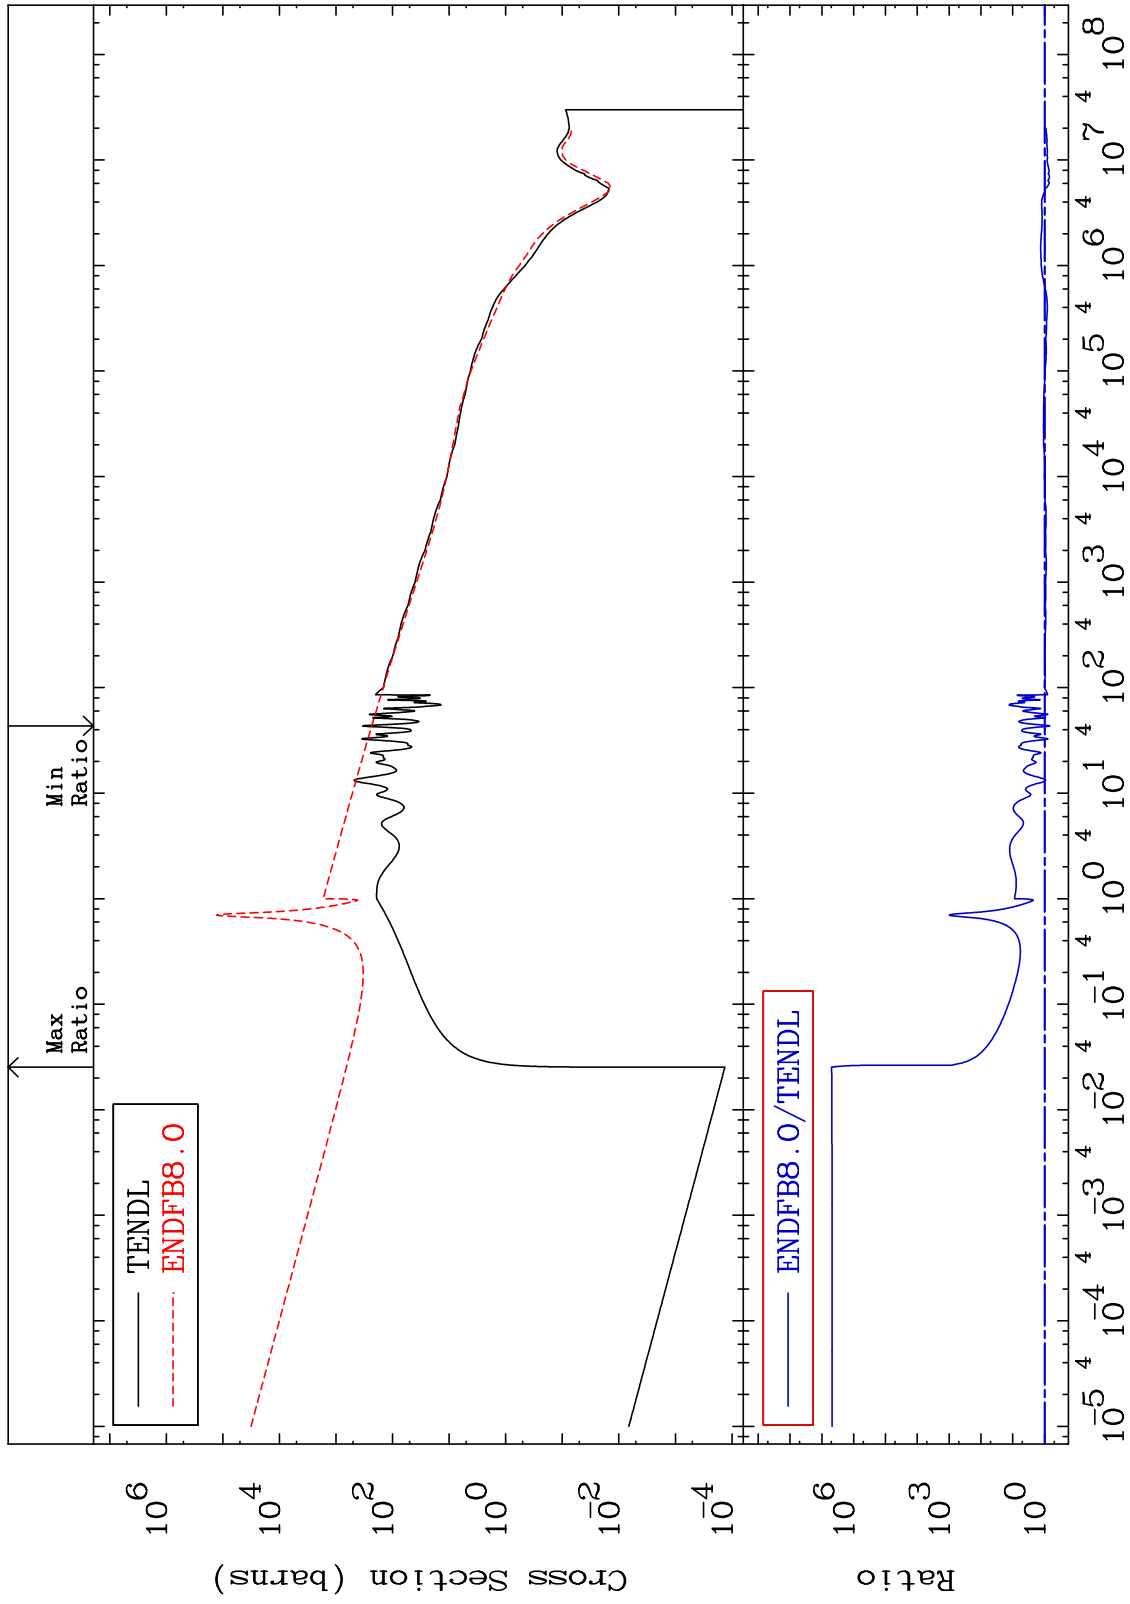 Max
Ratio
Min
Ratio
TENDL
ENDFB8.0
Cross Section (barns)
10^6
10^4
10^2
10^0
10^-2
10^-4
ENDFB8.0/TENDL
Ratio
10^6
10^3
10^0
10^-5 4 10^-4 4 10^-3 4 10^-2 4 10^-1 4 10^0 4 10^1 4 10^2 4 10^3 4 10^4 4 10^5 4 10^6 4 10^7 4 10^8